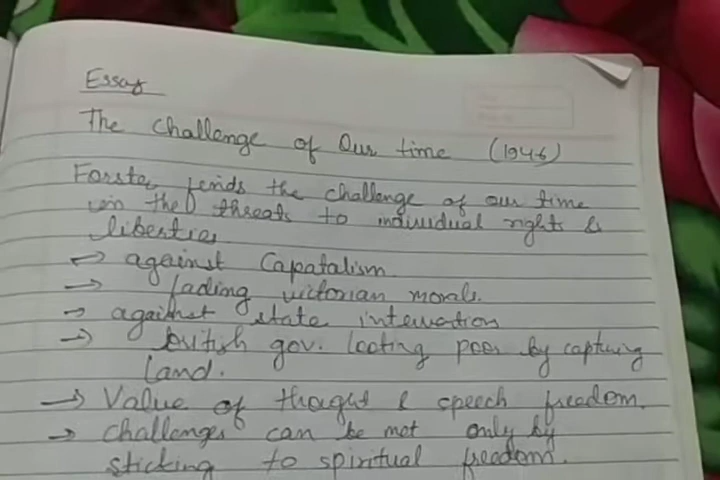 Essay
The Challenge of Our time (1946)
Forster finds the challenge of our time
in the threats to individual rights &
liberties
→ against Capatalism.
→ fading victorian morals.
→ against state intervation
→ british gov. looting poor by capturing
land.
→ Value of thaght & speech freedom.
→ challenges can be met only by
sticking to spiritual freedom.